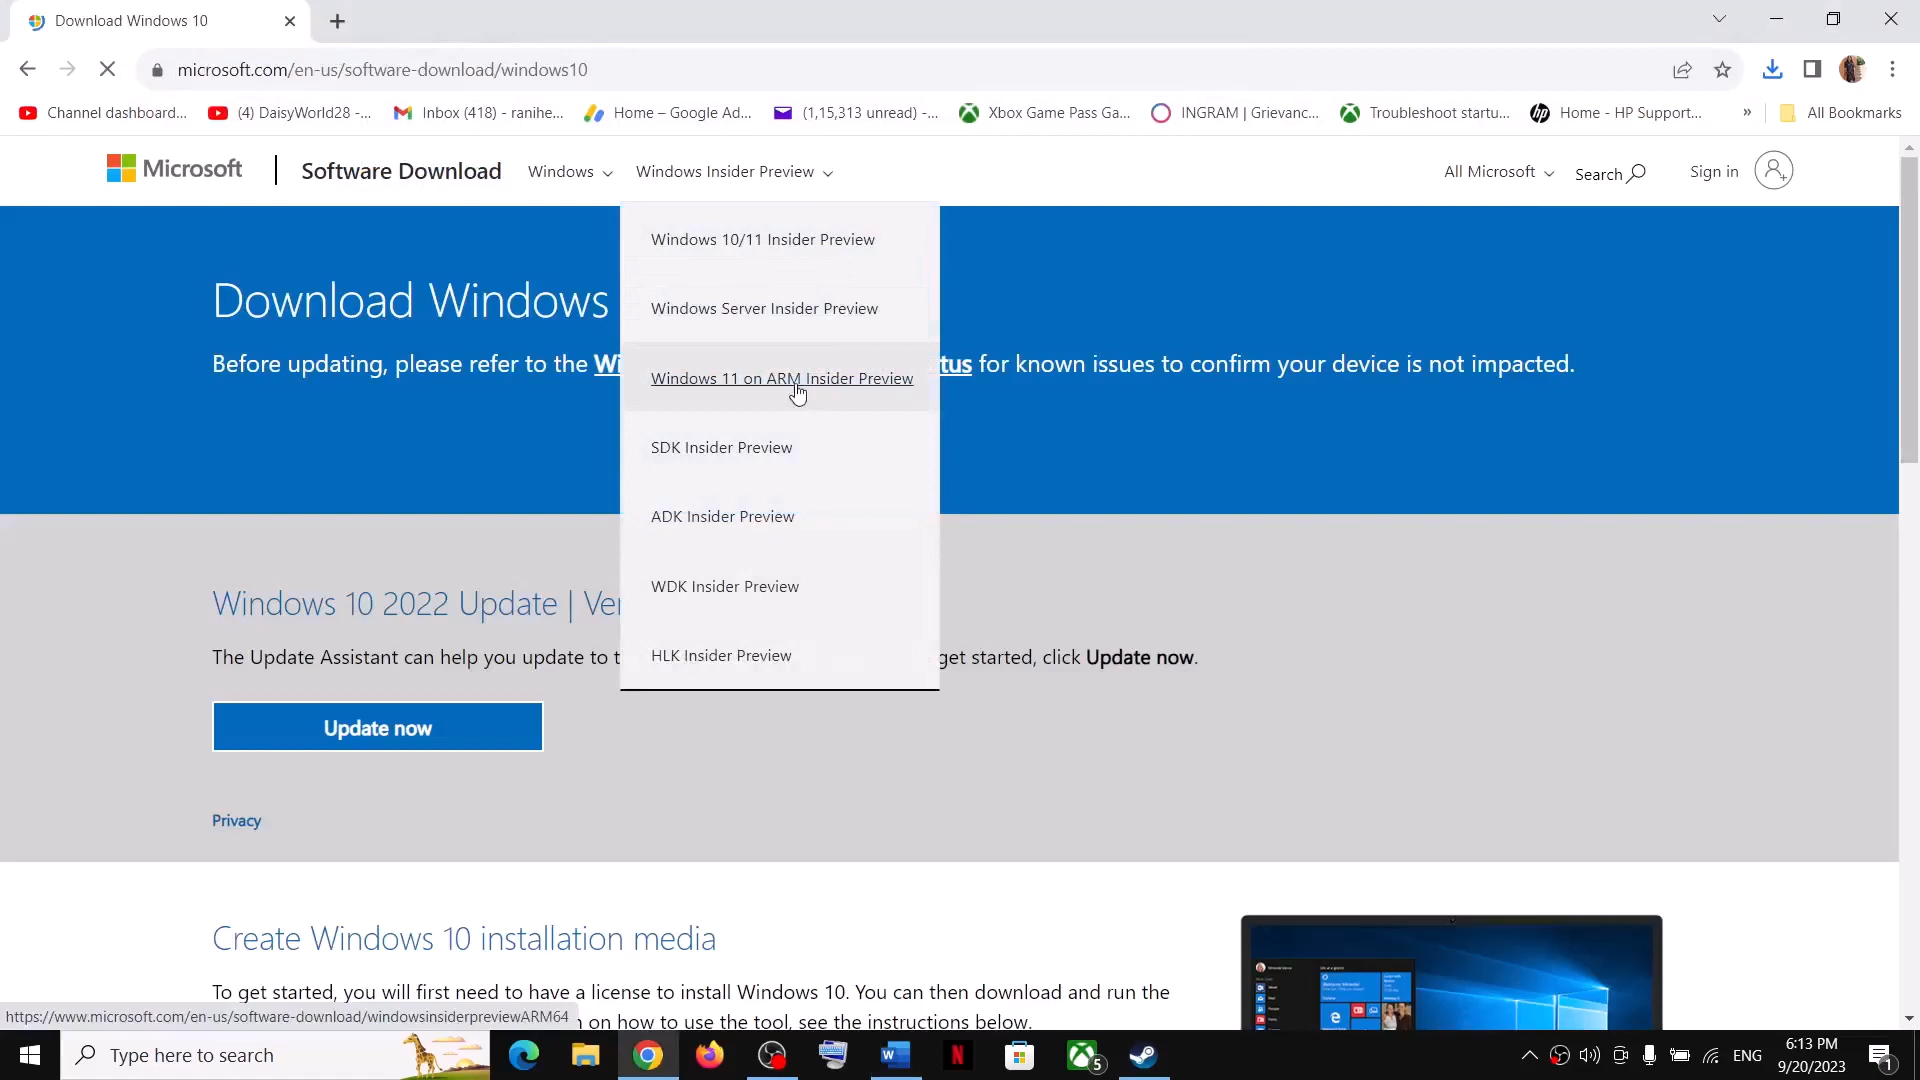 Download Windows 10
microsoft.com/en-us/software-download/windows10
Channel dashboard... (4) DaisyWorld28 -... Inbox (418) - ranihe... Home – Google Ad... (1,15,313 unread) -... Xbox Game Pass Ga... INGRAM | Grievanc... Troubleshoot startu... Home - HP Support... » All Bookmarks
Microsoft Software Download Windows Windows Insider Preview All Microsoft Search Sign in
Windows 10/11 Insider Preview
Windows Server Insider Preview
Windows 11 on ARM Insider Preview
SDK Insider Preview
ADK Insider Preview
WDK Insider Preview
HLK Insider Preview
Download Windows
Before updating, please refer to the Wi tus for known issues to confirm your device is not impacted.
Windows 10 2022 Update | Ver
The Update Assistant can help you update to t get started, click Update now.
Update now
Privacy
Create Windows 10 installation media
To get started, you will first need to have a license to install Windows 10. You can then download and run the
n on how to use the tool, see the instructions below.
https://www.microsoft.com/en-us/software-download/windowsinsiderpreviewARM64
Type here to search
5
ENG
6:13 PM
9/20/2023
1